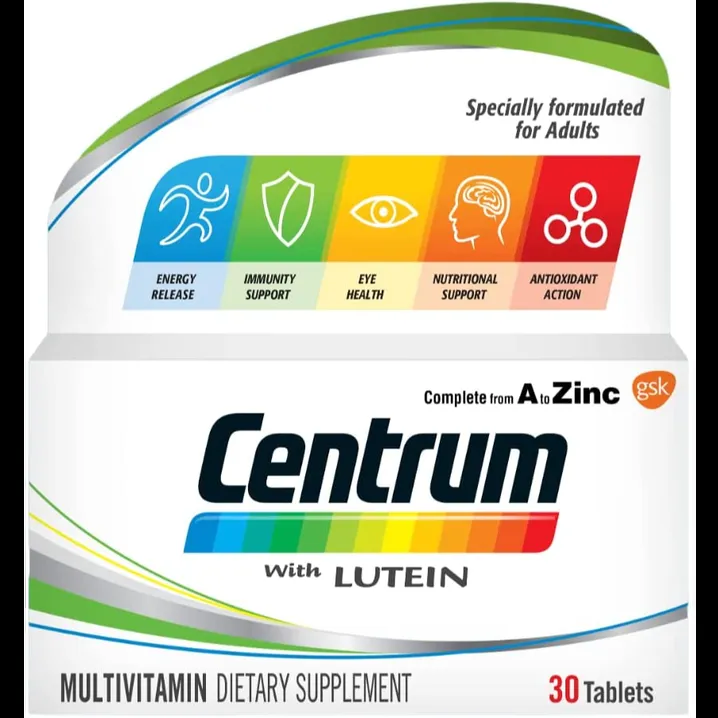 Specially formulated
for Adults
ENERGY RELEASE
IMMUNITY SUPPORT
EYE HEALTH
NUTRITIONAL SUPPORT
ANTIOXIDANT ACTION
Complete from A to Zinc
gsk
Centrum
With LUTEIN
MULTIVITAMIN DIETARY SUPPLEMENT
30 Tablets